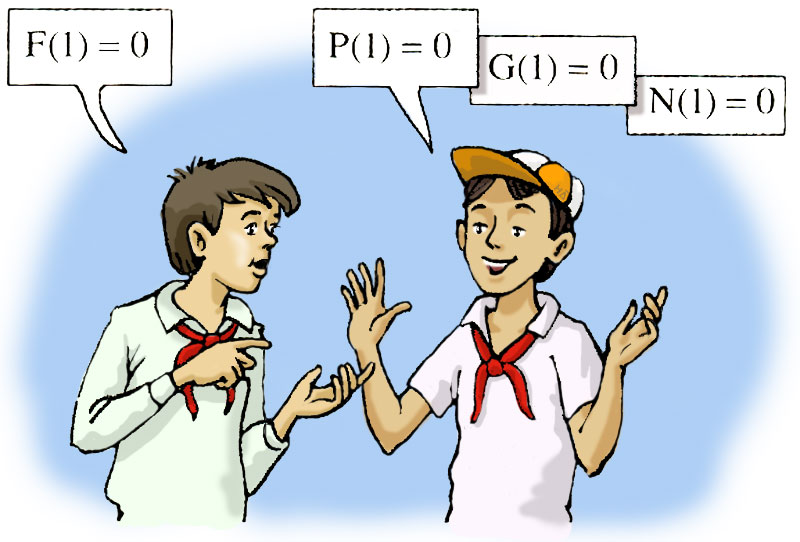 F(1) = 0
P(1) = 0
G(1) = 0
N(1) = 0